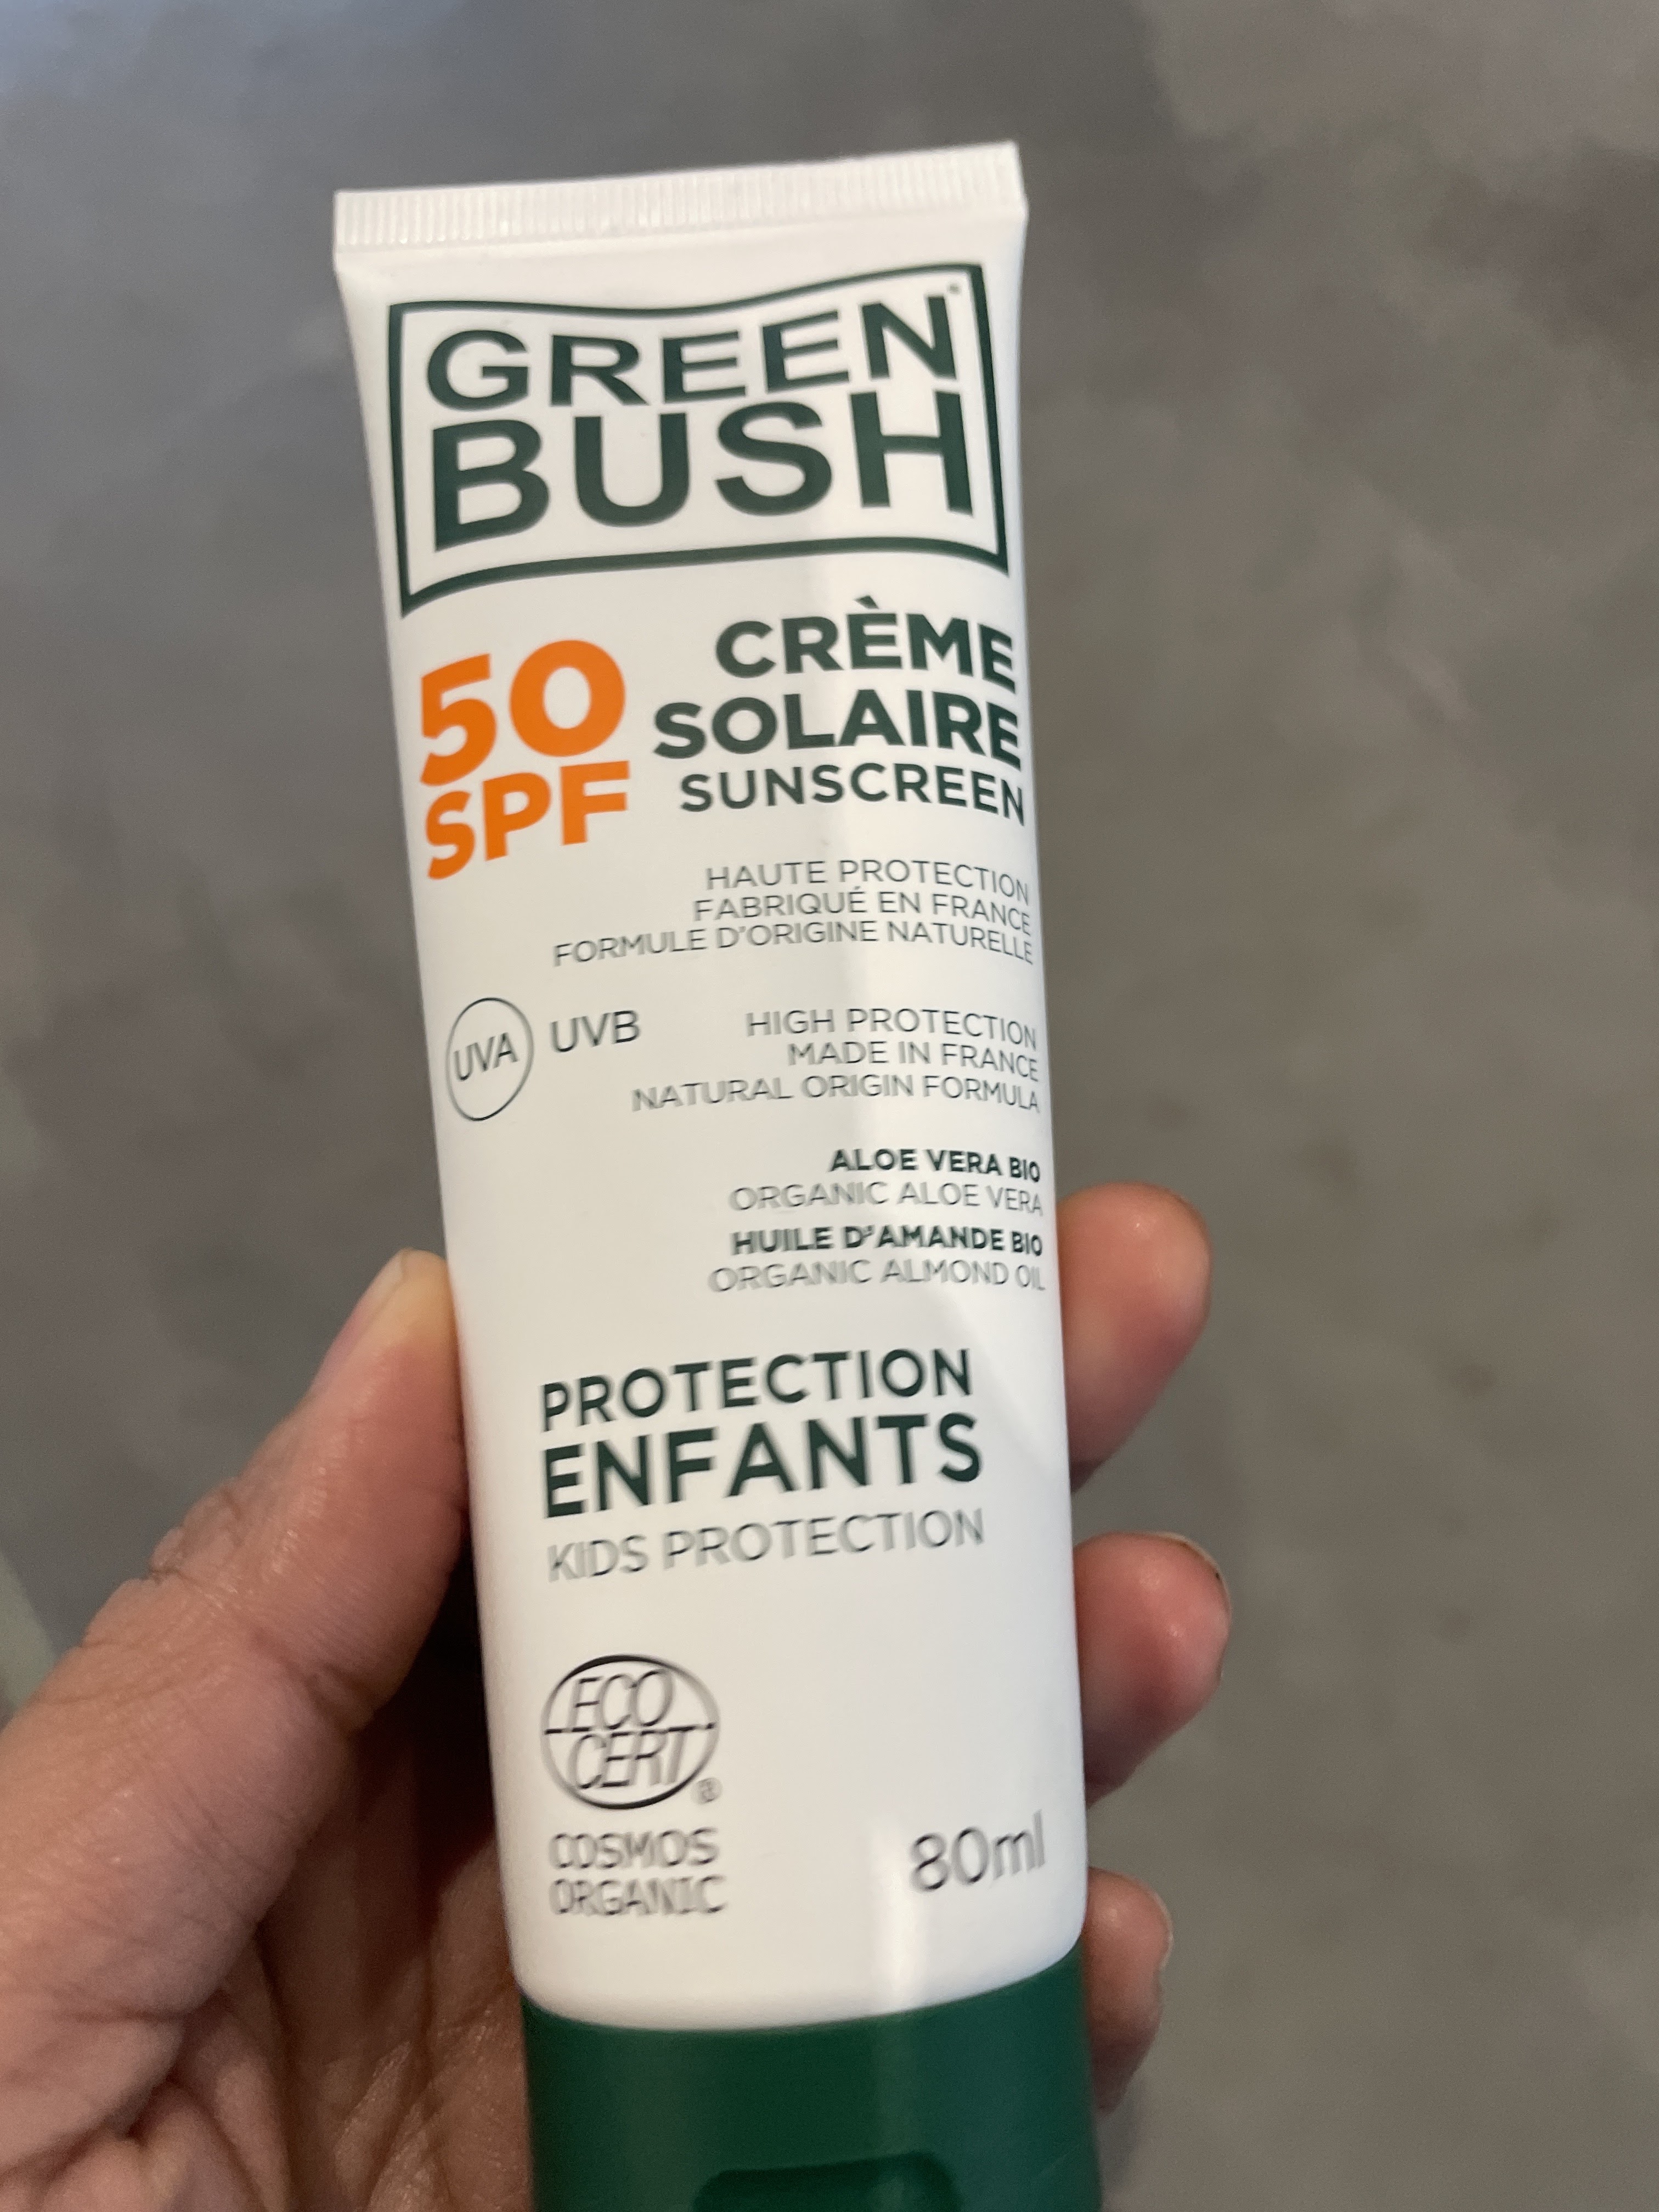 GREEN
BUSH
50
SPF
CRÈME
SOLAIRE
SUNSCREEN
HAUTE PROTECTION
FABRIQUÉ EN FRANCE
FORMULE D'ORIGINE NATURELLE
UVA UVB
HIGH PROTECTION
MADE IN FRANCE
NATURAL ORIGIN FORMULA
ALOE VERA BIO
ORGANIC ALOE VERA
HUILE D'AMANDE BIO
ORGANIC ALMOND OIL
PROTECTION
ENFANTS
KIDS PROTECTION
ECO
CERT®
COSMOS
ORGANIC
80ml